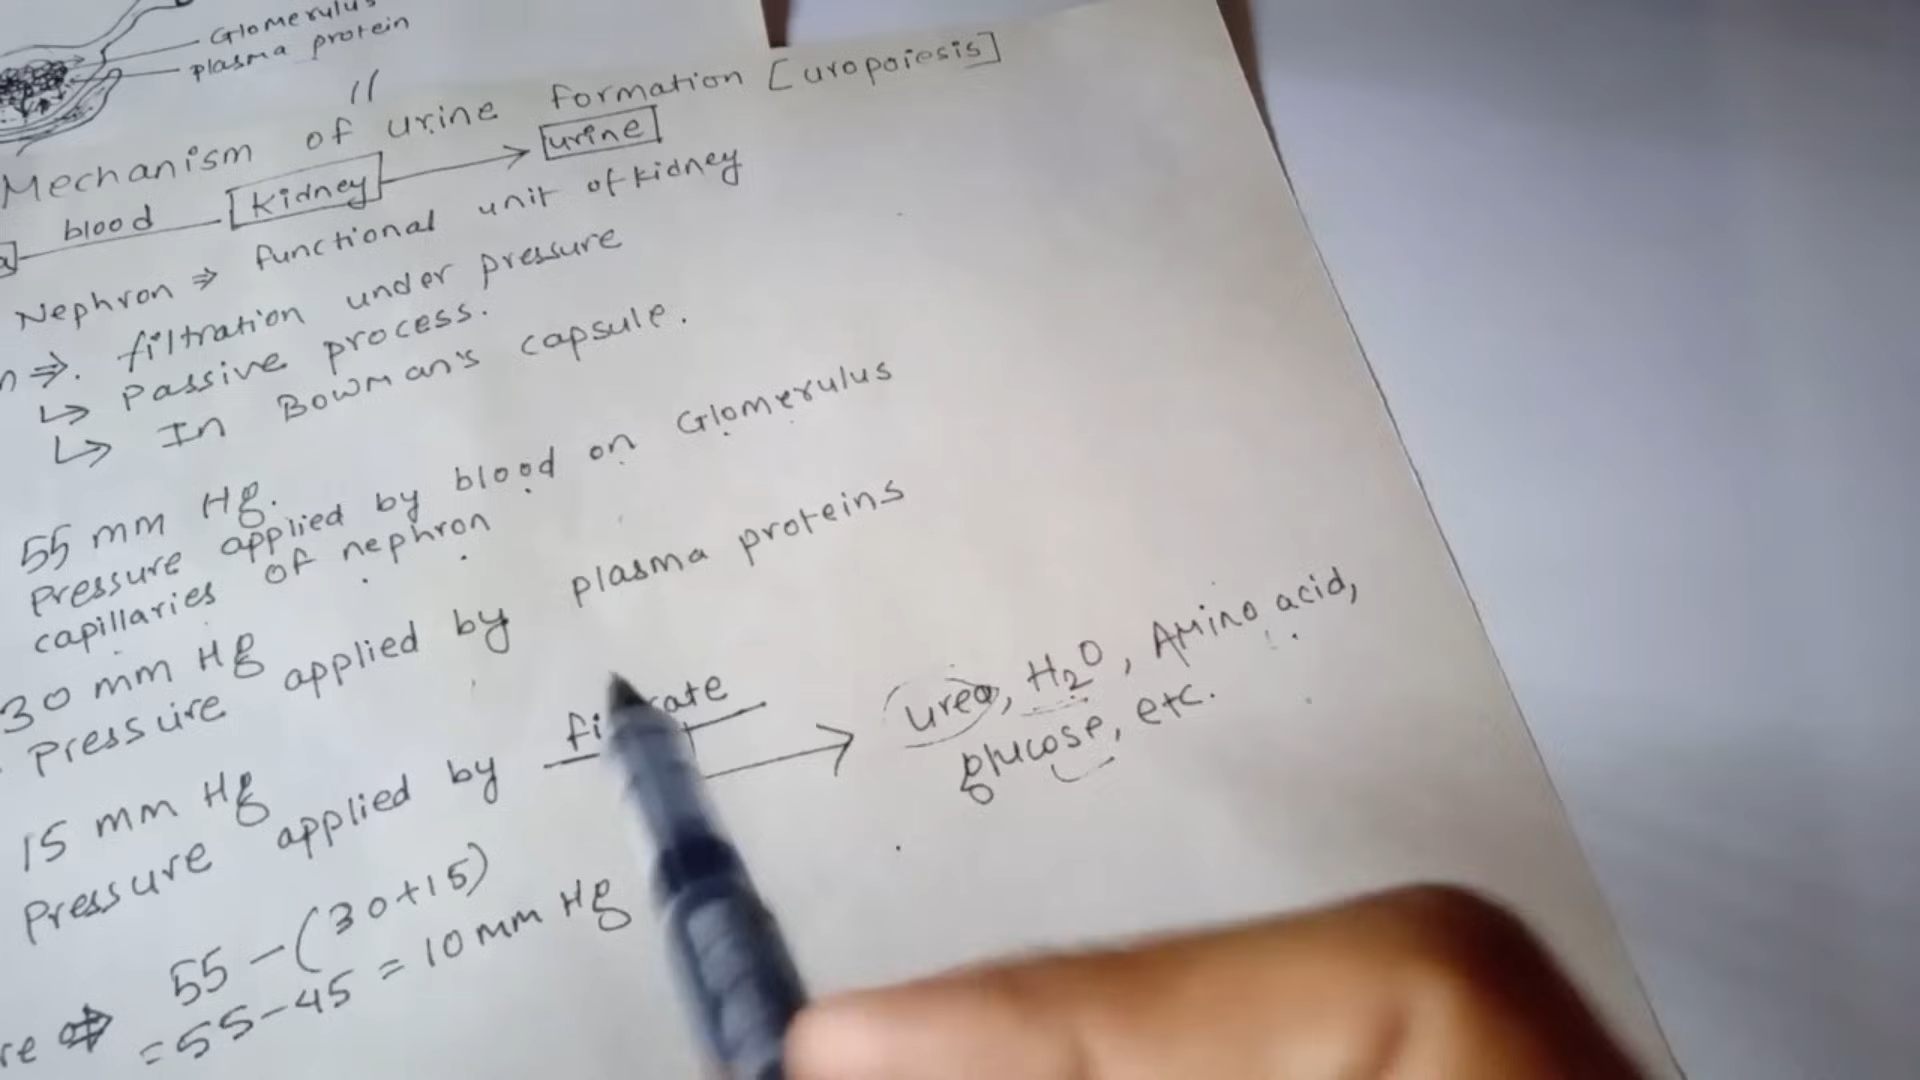 Glomerulus
plasma protein
Mechanism of urine formation [uropoiesis]
blood [kidney] → [urine]
Nephron ⇒ functional unit of kidney
n ⇒. filtration under pressure
↳ Passive process.
↳ In Bowman's capsule.
55 mm Hg.
Pressure applied by blood on Glomerulus
capillaries of nephron
30 mm Hg
Pressure applied by plasma proteins
15 mm Hg
Pressure applied by → urea, H₂O, Amino acid,
glucose, etc.
re ⇒ 55-(30+15)
=55-45 = 10 mm Hg